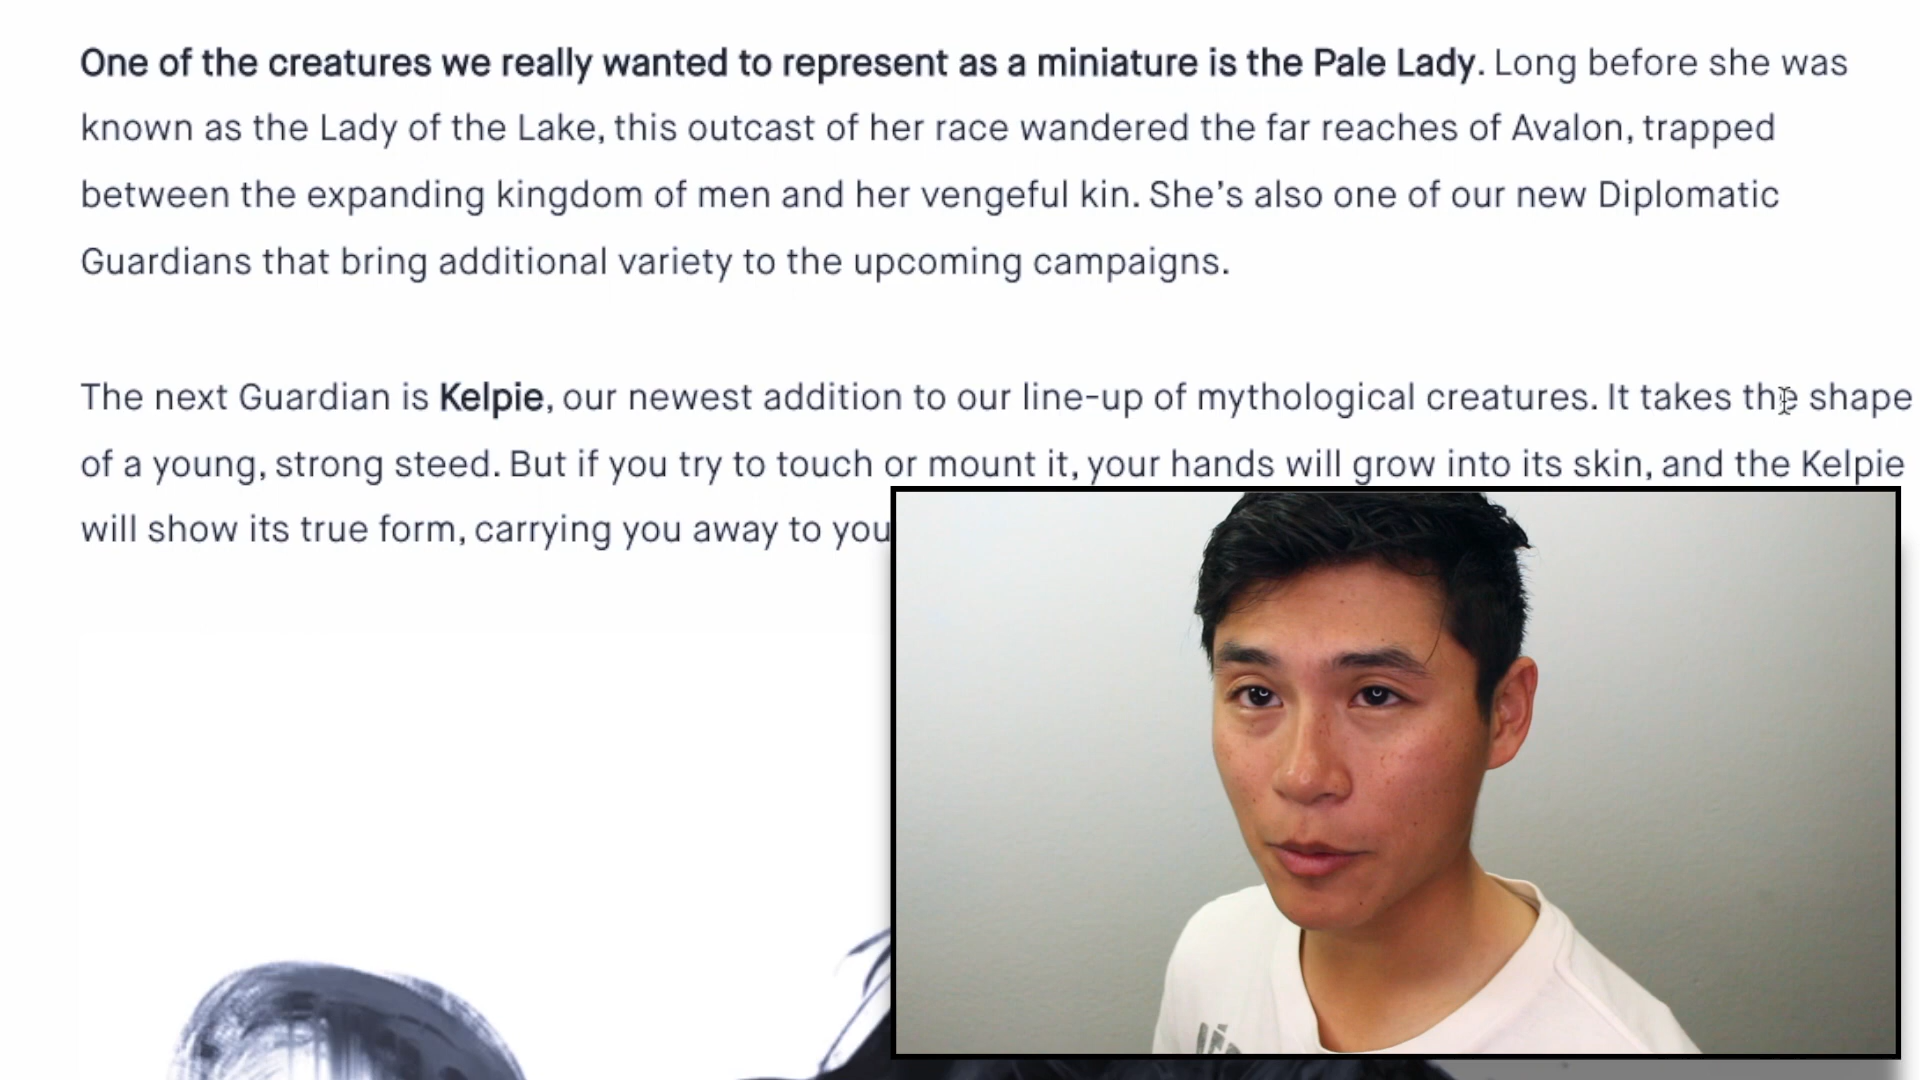 One of the creatures we really wanted to represent as a miniature is the Pale Lady. Long before she was
known as the Lady of the Lake, this outcast of her race wandered the far reaches of Avalon, trapped
between the expanding kingdom of men and her vengeful kin. She’s also one of our new Diplomatic
Guardians that bring additional variety to the upcoming campaigns.
The next Guardian is Kelpie, our newest addition to our line-up of mythological creatures. It takes the shape
of a young, strong steed. But if you try to touch or mount it, your hands will grow into its skin, and the Kelpie
will show its true form, carrying you away to